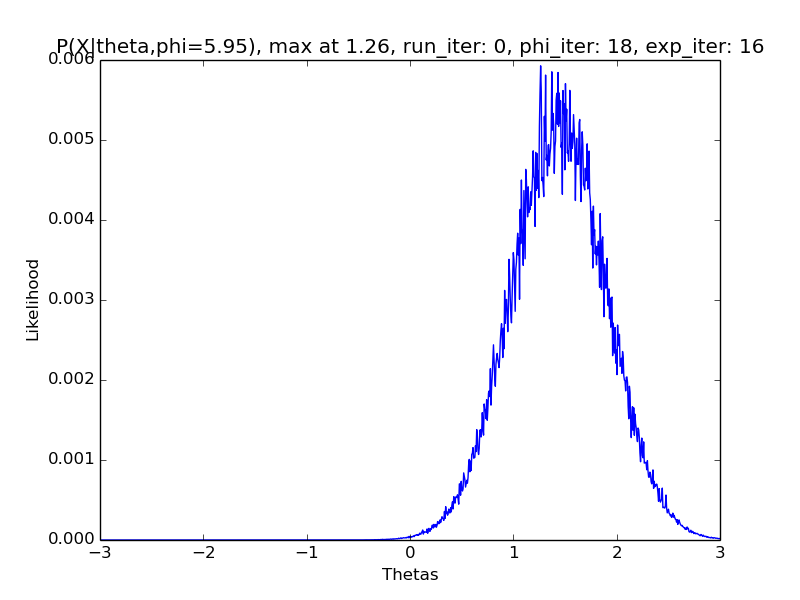 P(X|theta,phi=5.95), max at 1.26, run_iter: 0, phi_iter: 18, exp_iter: 16
0.006
0.005
0.004
0.003
0.002
0.001
0.000
Likelihood
−3 −2 −1 0 1 2 3
Thetas